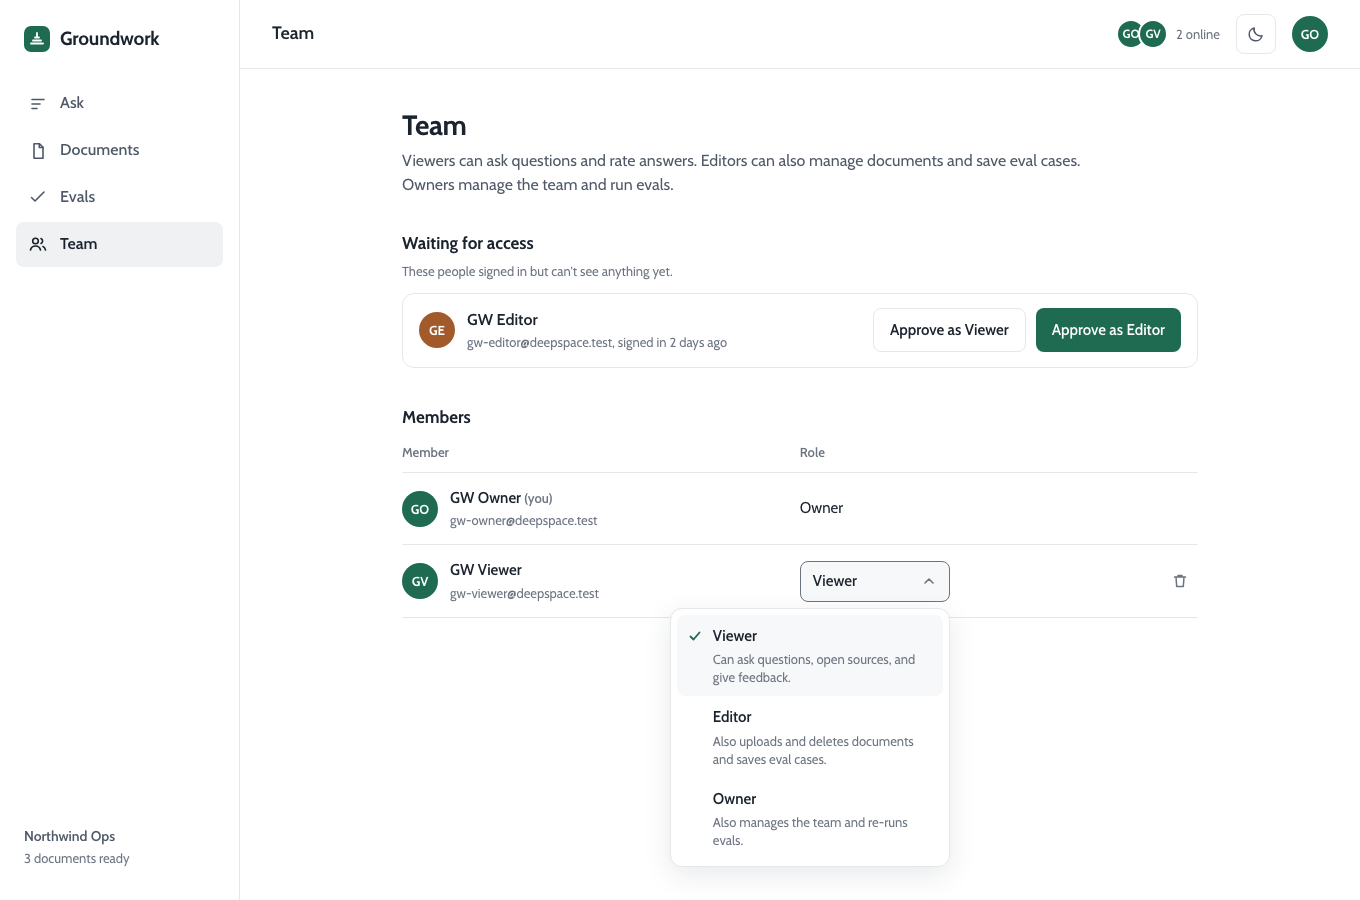 Groundwork
Ask
Documents
Evals
Team
Northwind Ops
3 documents ready
Team
GO GV 2 online GO
Team
Viewers can ask questions and rate answers. Editors can also manage documents and save eval cases.
Owners manage the team and run evals.
Waiting for access
These people signed in but can't see anything yet.
GE
GW Editor
gw-editor@deepspace.test, signed in 2 days ago
Approve as Viewer
Approve as Editor
Members
Member Role
GO
GW Owner (you)
gw-owner@deepspace.test
Owner
GV
GW Viewer
gw-viewer@deepspace.test
Viewer
Viewer
Can ask questions, open sources, and
give feedback.
Editor
Also uploads and deletes documents
and saves eval cases.
Owner
Also manages the team and re-runs
evals.